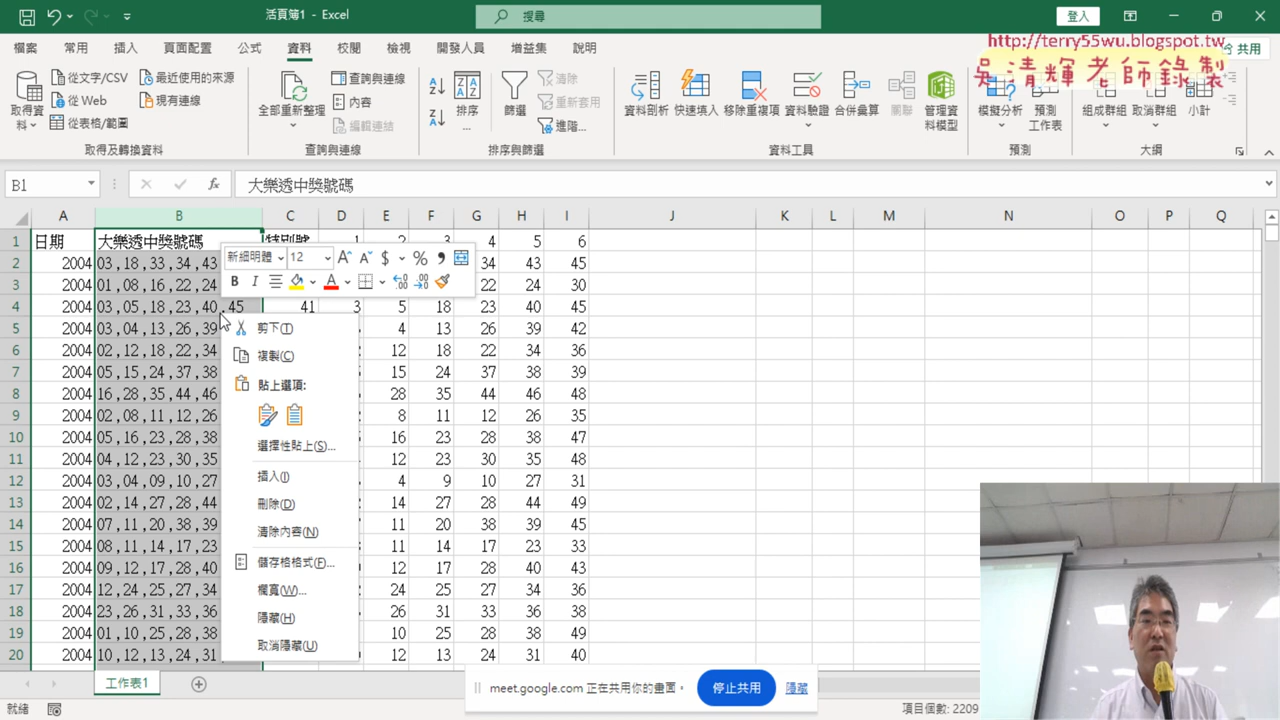 活頁簿1 - Excel
搜尋
登入
http://terry55wu.blogspot.tw
吳清輝老師錄製
檔案 常用 插入 頁面配置 公式 資料 校閱 檢視 開發人員 增益集 說明
共用
取得資料 從文字/CSV 最近使用的來源
從 Web 現有連線
從表格/範圍
全部重新整理 查詢與連線
內容
編輯連結
排序...
篩選 清除
重新套用
進階...
資料剖析 快速填入 移除重複項 資料驗證 合併彙算 關聯 管理資料模型
模擬分析 預測工作表
組成群組 取消群組 小計
取得及轉換資料 查詢與連線 排序與篩選 資料工具 預測 大綱
B1 fx 大樂透中獎號碼
A B C D E F G H I J K L M N O P Q
1 日期 大樂透中獎號碼 特別號 1 2 3 4 5 6
2 2004 03,18,33,34,43 34 43 45
3 2004 01,08,16,22,24 22 24 30
4 2004 03,05,18,23,40,45 41 3 5 18 23 40 45
5 2004 03,04,13,26,39 4 13 26 39 42
6 2004 02,12,18,22,34 12 18 22 34 36
7 2004 05,15,24,37,38 15 24 37 38 39
8 2004 16,28,35,44,46 28 35 44 46 48
9 2004 02,08,11,12,26 8 11 12 26 35
10 2004 05,16,23,28,38 16 23 28 38 47
11 2004 04,12,23,30,35 12 23 30 35 48
12 2004 03,04,09,10,27 4 9 10 27 31
13 2004 02,14,27,28,44 14 27 28 44 49
14 2004 07,11,20,38,39 11 20 38 39 45
15 2004 08,11,14,17,23 11 14 17 23 33
16 2004 09,12,17,28,40 12 17 28 40 43
17 2004 12,24,25,27,34 24 25 27 34 36
18 2004 23,26,31,33,36 26 31 33 36 38
19 2004 01,10,25,28,38 10 25 28 38 49
20 2004 10,12,13,24,31 12 13 24 31 40
新細明體 12 A A $ % ,
B I A
剪下(T)
複製(C)
貼上選項:
選擇性貼上(S)...
插入(I)
刪除(D)
清除內容(N)
儲存格格式(F)...
欄寬(W)...
隱藏(H)
取消隱藏(U)
工作表1
meet.google.com 正在共用你的畫面。 停止共用 隱藏
就緒
項目個數: 2209